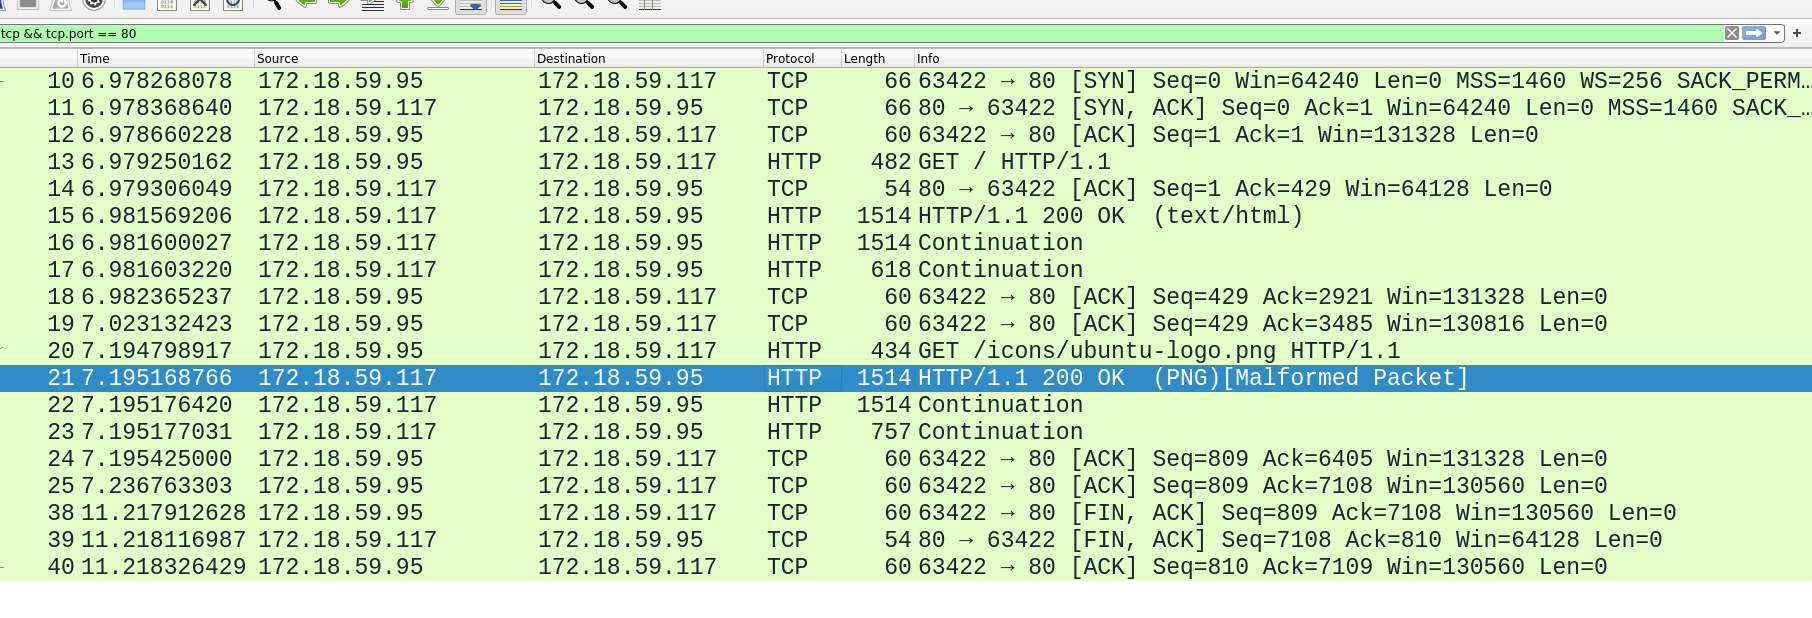 tcp && tcp.port == 80
Time Source Destination Protocol Length Info
10 6.978268078 172.18.59.95 172.18.59.117 TCP 66 63422 → 80 [SYN] Seq=0 Win=64240 Len=0 MSS=1460 WS=256 SACK_PERM…
11 6.978368640 172.18.59.117 172.18.59.95 TCP 66 80 → 63422 [SYN, ACK] Seq=0 Ack=1 Win=64240 Len=0 MSS=1460 SACK_…
12 6.978660228 172.18.59.95 172.18.59.117 TCP 60 63422 → 80 [ACK] Seq=1 Ack=1 Win=131328 Len=0
13 6.979250162 172.18.59.95 172.18.59.117 HTTP 482 GET / HTTP/1.1
14 6.979306049 172.18.59.117 172.18.59.95 TCP 54 80 → 63422 [ACK] Seq=1 Ack=429 Win=64128 Len=0
15 6.981569206 172.18.59.117 172.18.59.95 HTTP 1514 HTTP/1.1 200 OK (text/html)
16 6.981600027 172.18.59.117 172.18.59.95 HTTP 1514 Continuation
17 6.981603220 172.18.59.117 172.18.59.95 HTTP 618 Continuation
18 6.982365237 172.18.59.95 172.18.59.117 TCP 60 63422 → 80 [ACK] Seq=429 Ack=2921 Win=131328 Len=0
19 7.023132423 172.18.59.95 172.18.59.117 TCP 60 63422 → 80 [ACK] Seq=429 Ack=3485 Win=130816 Len=0
20 7.194798917 172.18.59.95 172.18.59.117 HTTP 434 GET /icons/ubuntu-logo.png HTTP/1.1
21 7.195168766 172.18.59.117 172.18.59.95 HTTP 1514 HTTP/1.1 200 OK (PNG)[Malformed Packet]
22 7.195176420 172.18.59.117 172.18.59.95 HTTP 1514 Continuation
23 7.195177031 172.18.59.117 172.18.59.95 HTTP 757 Continuation
24 7.195425000 172.18.59.95 172.18.59.117 TCP 60 63422 → 80 [ACK] Seq=809 Ack=6405 Win=131328 Len=0
25 7.236763303 172.18.59.95 172.18.59.117 TCP 60 63422 → 80 [ACK] Seq=809 Ack=7108 Win=130560 Len=0
38 11.217912628 172.18.59.95 172.18.59.117 TCP 60 63422 → 80 [FIN, ACK] Seq=809 Ack=7108 Win=130560 Len=0
39 11.218116987 172.18.59.117 172.18.59.95 TCP 54 80 → 63422 [FIN, ACK] Seq=7108 Ack=810 Win=64128 Len=0
40 11.218326429 172.18.59.95 172.18.59.117 TCP 60 63422 → 80 [ACK] Seq=810 Ack=7109 Win=130560 Len=0